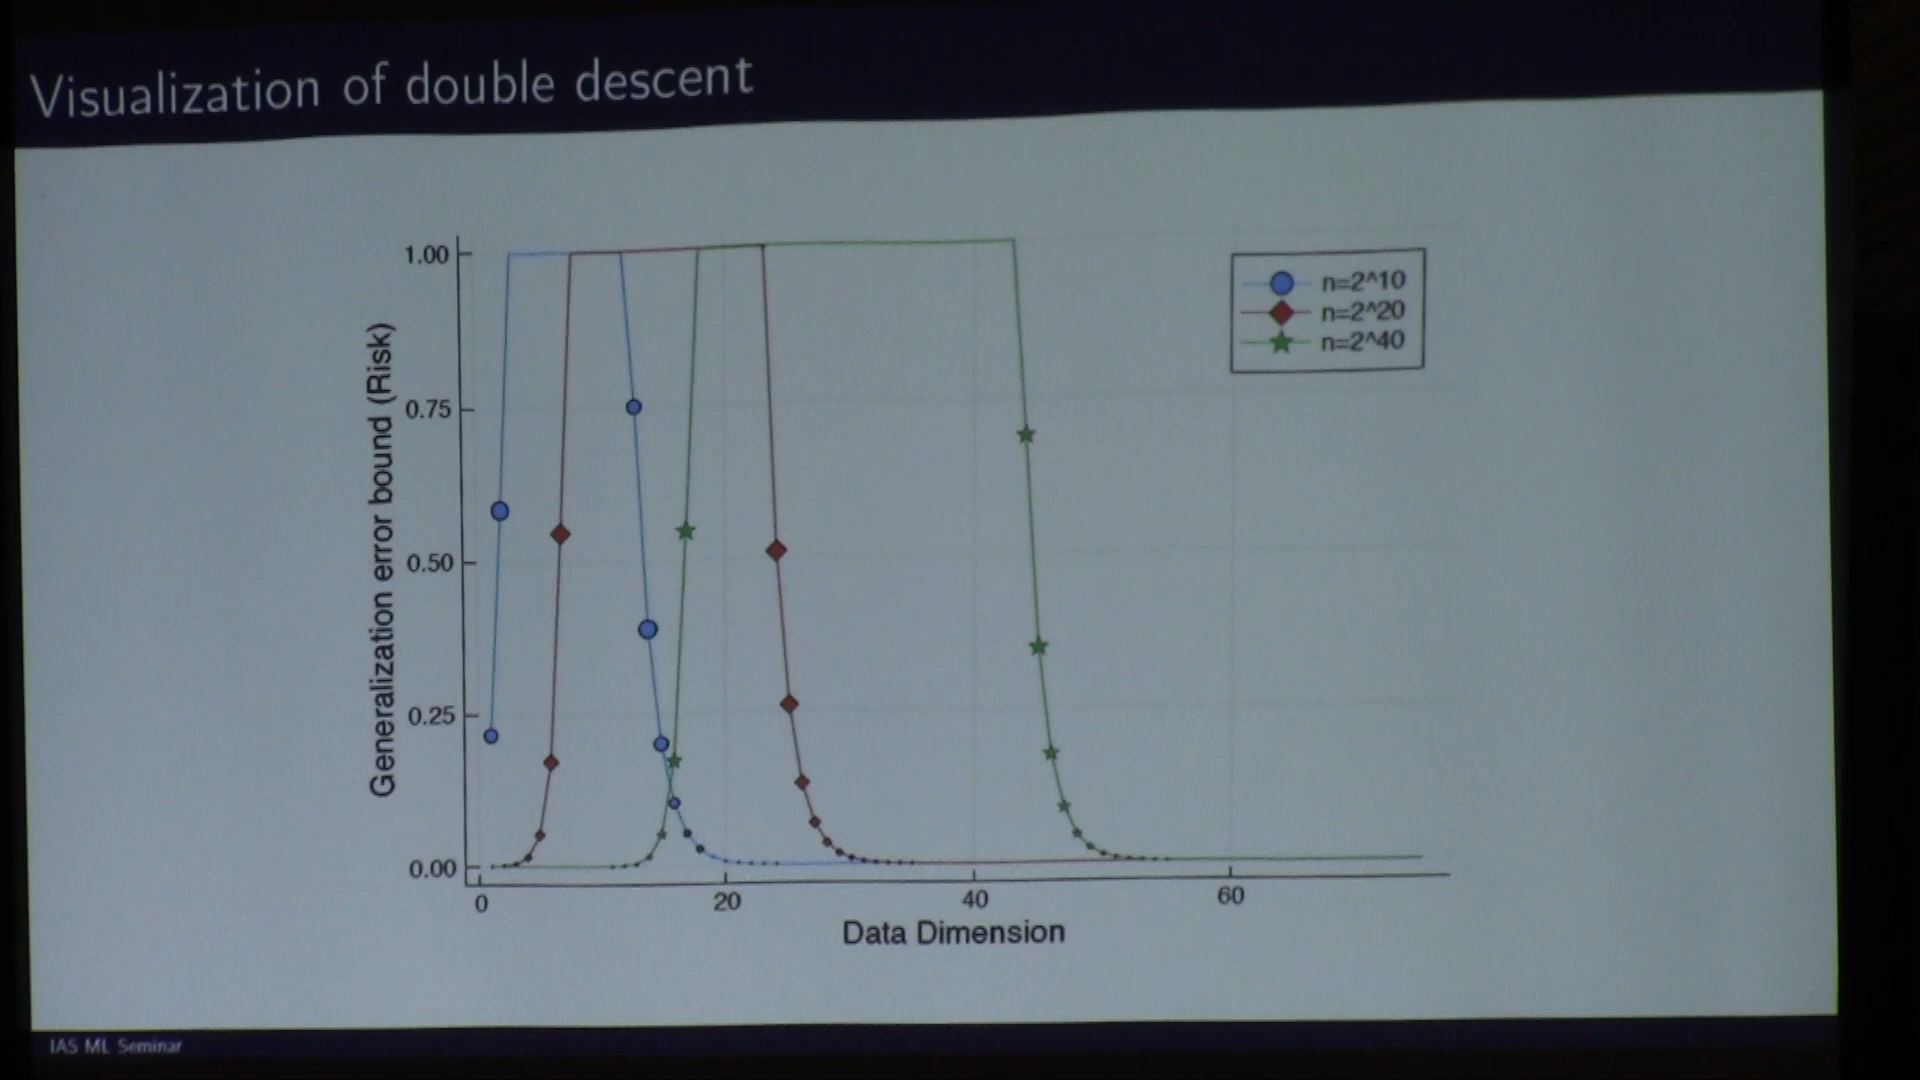 Visualization of double descent
Generalization error bound (Risk)
1.00
0.75
0.50
0.25
0.00
0
20
40
60
Data Dimension
n=2^10
n=2^20
n=2^40
IAS ML Seminar